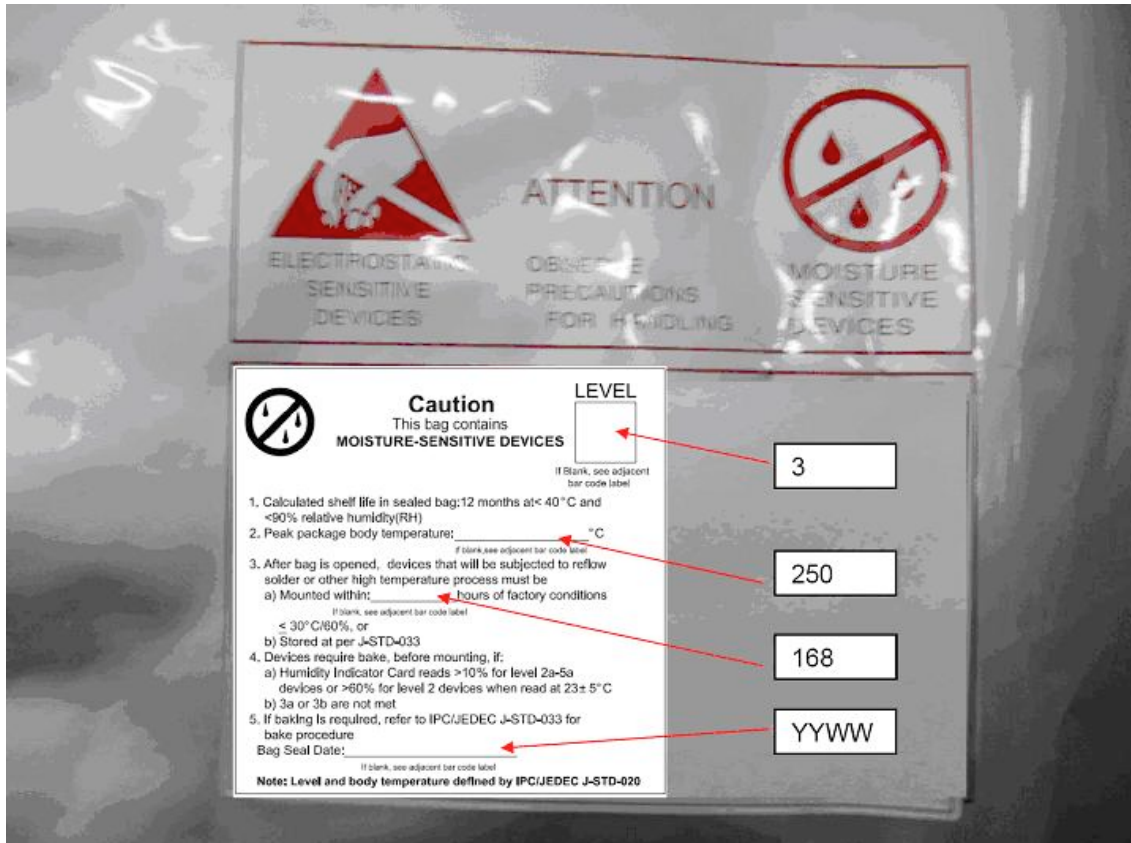 ATTENTION
ELECTROSTATIC
SENSITIVE
DEVICES
OBSERVE
PRECAUTIONS
FOR HANDLING
MOISTURE
SENSITIVE
DEVICES
Caution
This bag contains
MOISTURE-SENSITIVE DEVICES
LEVEL
If Blank, see adjacent
bar code label
3
1. Calculated shelf life in sealed bag:12 months at< 40°C and
<90% relative humidity(RH)
2. Peak package body temperature:____________________°C
If blank,see adjacent bar code label
250
3. After bag is opened, devices that will be subjected to reflow
solder or other high temperature process must be
a) Mounted within:____________ hours of factory conditions
If blank, see adjacent bar code label
≤ 30°C/60%, or
b) Stored at per J-STD-033
168
4. Devices require bake, before mounting, if:
a) Humidity Indicator Card reads >10% for level 2a-5a
devices or >60% for level 2 devices when read at 23± 5°C
b) 3a or 3b are not met
5. If baking is required, refer to IPC/JEDEC J-STD-033 for
bake procedure
Bag Seal Date:__________________________
YYWW
If blank, see adjacent bar code label
Note: Level and body temperature defined by IPC/JEDEC J-STD-020